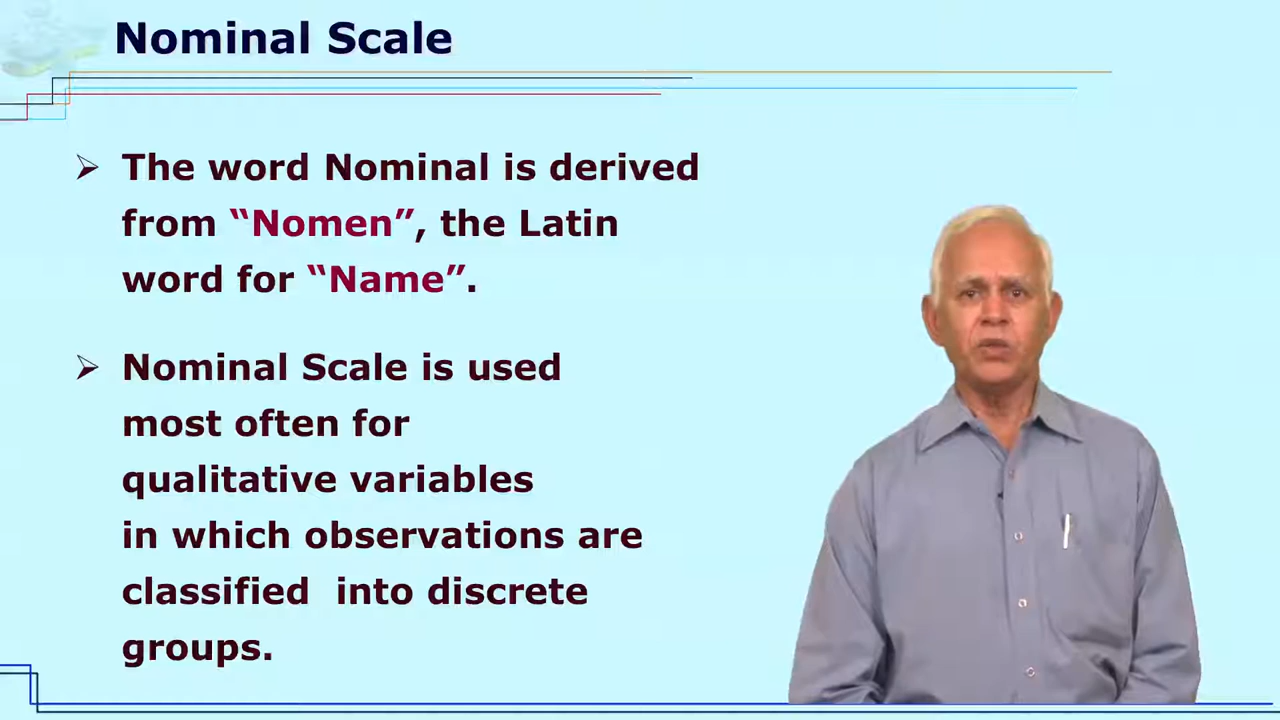 Nominal Scale
The word Nominal is derived
from “Nomen”, the Latin
word for “Name”.
Nominal Scale is used
most often for
qualitative variables
in which observations are
classified  into discrete
groups.